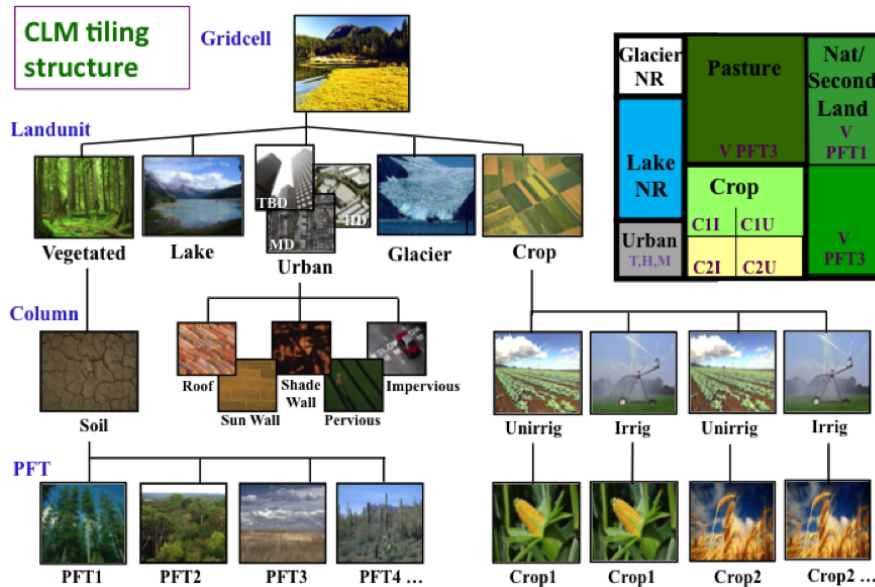 CLM tiling
structure
Gridcell
Landunit
TBD
HD
MD
Vegetated
Lake
Urban
Glacier
Crop
Column
Roof
Sun Wall
Shade
Wall
Pervious
Impervious
Soil
Unirrig
Irrig
Unirrig
Irrig
PFT
PFT1
PFT2
PFT3
PFT4 ...
Crop1
Crop1
Crop2
Crop2 ...
Glacier
NR
Pasture
V PFT3
Nat/
Second
Land
V
PFT1
Lake
NR
Crop
C1I
C1U
C2I
C2U
Urban
T,H,M
V
PFT3